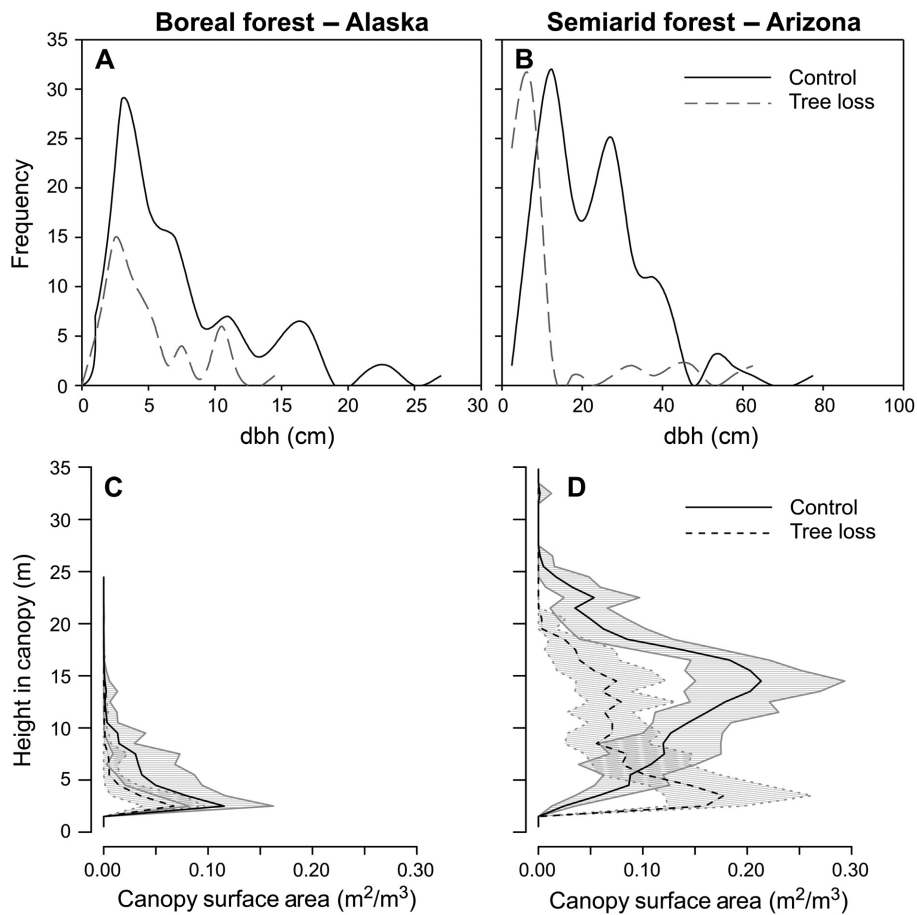 Boreal forest – Alaska
Semiarid forest – Arizona
A
35
30
25
20
15
10
5
0
Frequency
0 5 10 15 20 25 30
dbh (cm)
B
Control
Tree loss
0 20 40 60 80 100
dbh (cm)
C
35
30
25
20
15
10
5
0
Height in canopy (m)
0.00 0.10 0.20 0.30
Canopy surface area (m²/m³)
D
Control
Tree loss
0.00 0.10 0.20 0.30
Canopy surface area (m²/m³)